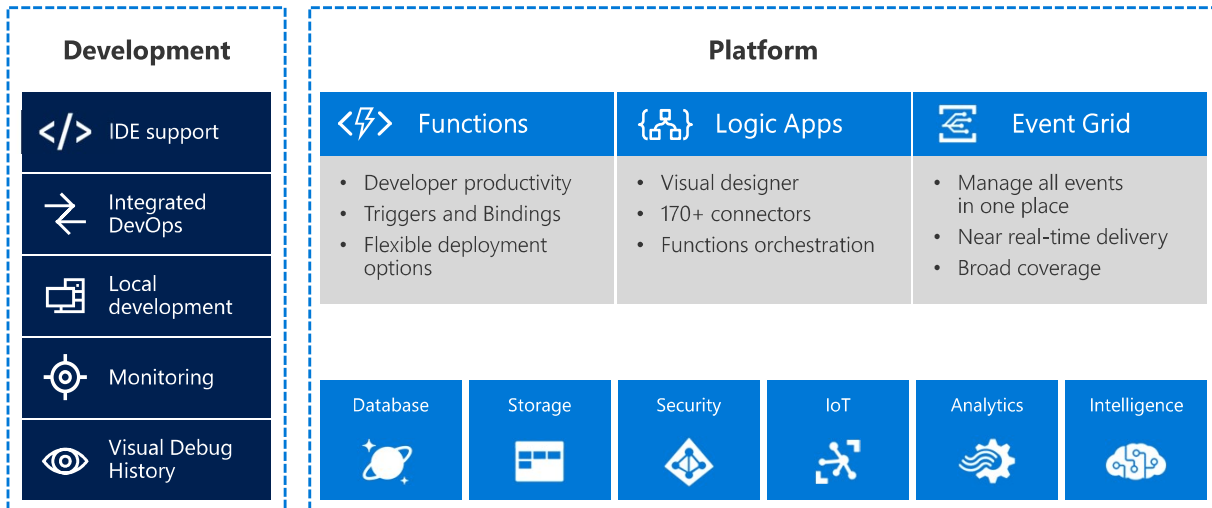 Development
</> IDE support
Integrated
DevOps
Local
development
Monitoring
Visual Debug
History
Platform
Functions
• Developer productivity
• Triggers and Bindings
• Flexible deployment
options
Logic Apps
• Visual designer
• 170+ connectors
• Functions orchestration
Event Grid
• Manage all events
in one place
• Near real-time delivery
• Broad coverage
Database
Storage
Security
IoT
Analytics
Intelligence